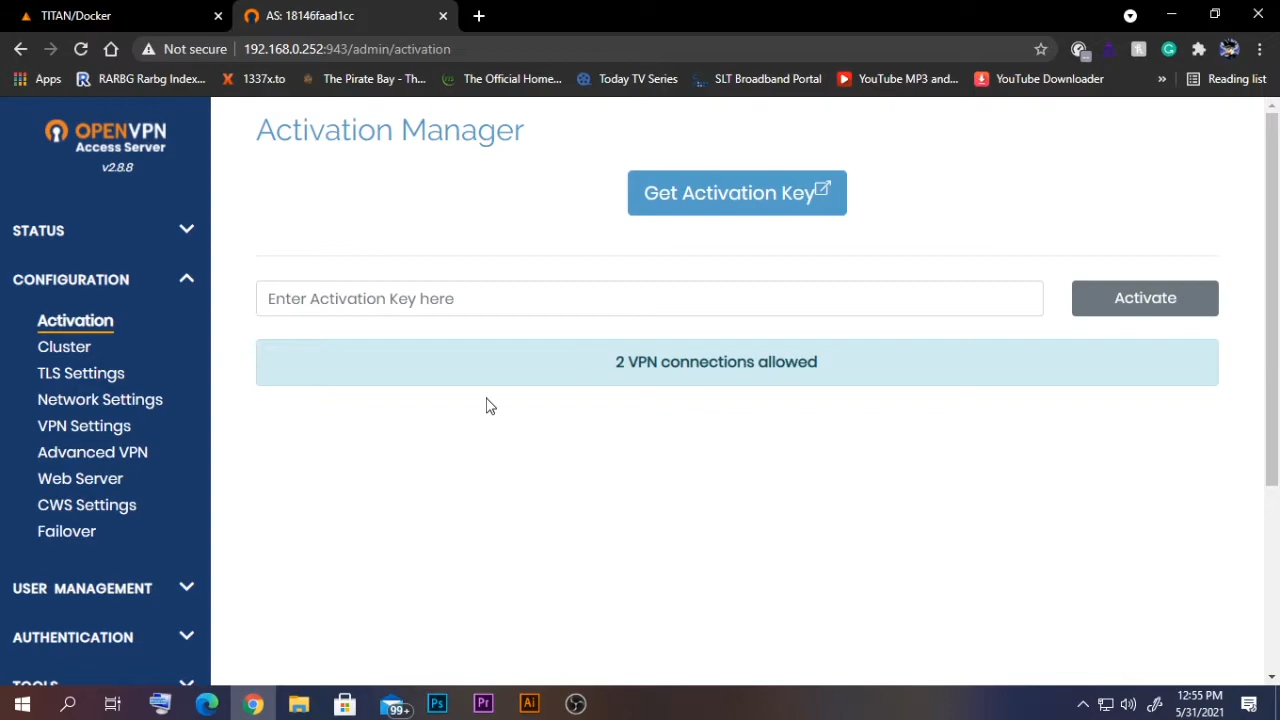 TITAN/Docker
AS: 18146faad1cc
Not secure
192.168.0.252:943/admin/activation
Apps
RARBG Rarbg Index...
1337x.to
The Pirate Bay - Th...
The Official Home...
Today TV Series
SLT Broadband Portal
YouTube MP3 and...
YouTube Downloader
»
Reading list
OPENVPN
Access Server
v2.8.8
STATUS
CONFIGURATION
Activation
Cluster
TLS Settings
Network Settings
VPN Settings
Advanced VPN
Web Server
CWS Settings
Failover
USER MANAGEMENT
AUTHENTICATION
TOOLS
Activation Manager
Get Activation Key
Enter Activation Key here
Activate
2 VPN connections allowed
99+
Ps
Pr
Ai
12:55 PM
5/31/2021